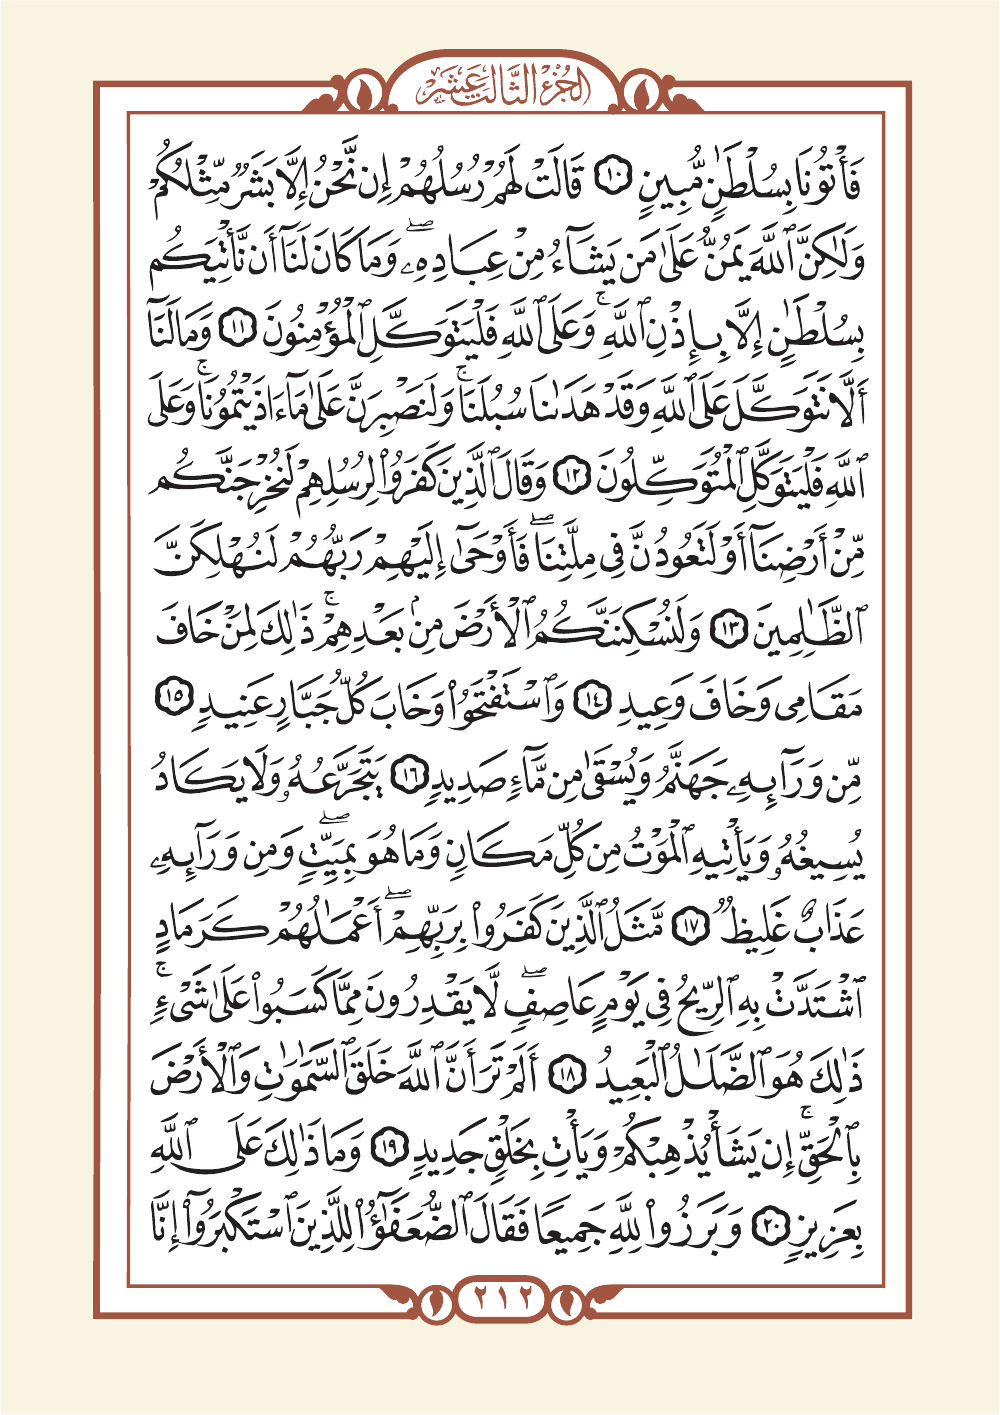 الجزء الثالث عشر
فَأْتُونَا بِسُلْطَٰنٍ مُّبِينٍ ١٠ قَالَتْ لَهُمْ رُسُلُهُمْ إِن نَّحْنُ إِلَّا بَشَرٌ مِّثْلُكُمْ
وَلَٰكِنَّ ٱللَّهَ يَمُنُّ عَلَىٰ مَن يَشَآءُ مِنْ عِبَادِهِۦ ۖ وَمَا كَانَ لَنَآ أَن نَّأْتِيَكُم
بِسُلْطَٰنٍ إِلَّا بِإِذْنِ ٱللَّهِ ۚ وَعَلَى ٱللَّهِ فَلْيَتَوَكَّلِ ٱلْمُؤْمِنُونَ ١١ وَمَا لَنَآ
أَلَّا نَتَوَكَّلَ عَلَى ٱللَّهِ وَقَدْ هَدَىٰنَا سُبُلَنَا ۚ وَلَنَصْبِرَنَّ عَلَىٰ مَآ ءَاذَيْتُمُونَا ۚ وَعَلَى
ٱللَّهِ فَلْيَتَوَكَّلِ ٱلْمُتَوَكِّلُونَ ١٢ وَقَالَ ٱلَّذِينَ كَفَرُوا۟ لِرُسُلِهِمْ لَنُخْرِجَنَّكُم
مِّنْ أَرْضِنَآ أَوْ لَتَعُودُنَّ فِى مِلَّتِنَا ۖ فَأَوْحَىٰٓ إِلَيْهِمْ رَبُّهُمْ لَنُهْلِكَنَّ
ٱلظَّٰلِمِينَ ١٣ وَلَنُسْكِنَنَّكُمُ ٱلْأَرْضَ مِنۢ بَعْدِهِمْ ۚ ذَٰلِكَ لِمَنْ خَافَ
مَقَامِى وَخَافَ وَعِيدِ ١٤ وَٱسْتَفْتَحُوا۟ وَخَابَ كُلُّ جَبَّارٍ عَنِيدٍ ١٥
مِّن وَرَآئِهِۦ جَهَنَّمُ وَيُسْقَىٰ مِن مَّآءٍ صَدِيدٍ ١٦ يَتَجَرَّعُهُۥ وَلَا يَكَادُ
يُسِيغُهُۥ وَيَأْتِيهِ ٱلْمَوْتُ مِن كُلِّ مَكَانٍ وَمَا هُوَ بِمَيِّتٍ ۖ وَمِن وَرَآئِهِۦ
عَذَابٌ غَلِيظٌ ١٧ مَّثَلُ ٱلَّذِينَ كَفَرُوا۟ بِرَبِّهِمْ ۖ أَعْمَٰلُهُمْ كَرَمَادٍ
ٱشْتَدَّتْ بِهِ ٱلرِّيحُ فِى يَوْمٍ عَاصِفٍ ۖ لَّا يَقْدِرُونَ مِمَّا كَسَبُوا۟ عَلَىٰ شَىْءٍ ۚ
ذَٰلِكَ هُوَ ٱلضَّلَٰلُ ٱلْبَعِيدُ ١٨ أَلَمْ تَرَ أَنَّ ٱللَّهَ خَلَقَ ٱلسَّمَٰوَٰتِ وَٱلْأَرْضَ
بِٱلْحَقِّ ۚ إِن يَشَأْ يُذْهِبْكُمْ وَيَأْتِ بِخَلْقٍ جَدِيدٍ ١٩ وَمَا ذَٰلِكَ عَلَى ٱللَّهِ
بِعَزِيزٍ ٢٠ وَبَرَزُوا۟ لِلَّهِ جَمِيعًا فَقَالَ ٱلضُّعَفَٰٓؤُا۟ لِلَّذِينَ ٱسْتَكْبَرُوٓا۟ إِنَّا
٢١٢